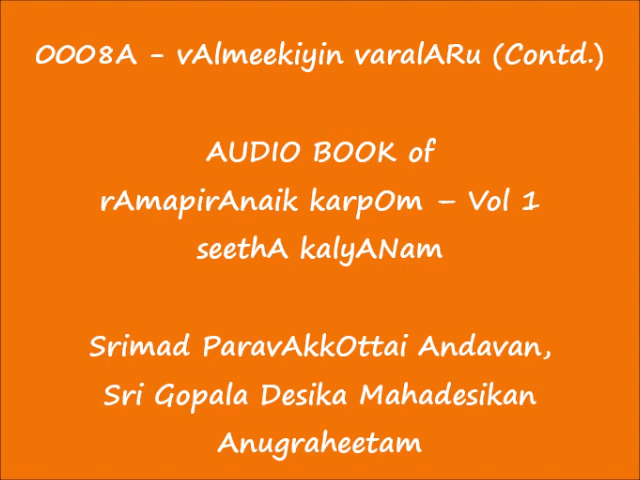 0008A - vAlmeekiyin varalARu (Contd.)
AUDIO BOOK of
rAmapirAnaik karpOm – Vol 1
seethA kalyANam
Srimad ParavAkkOttai Andavan,
Sri Gopala Desika Mahadesikan
Anugraheetam